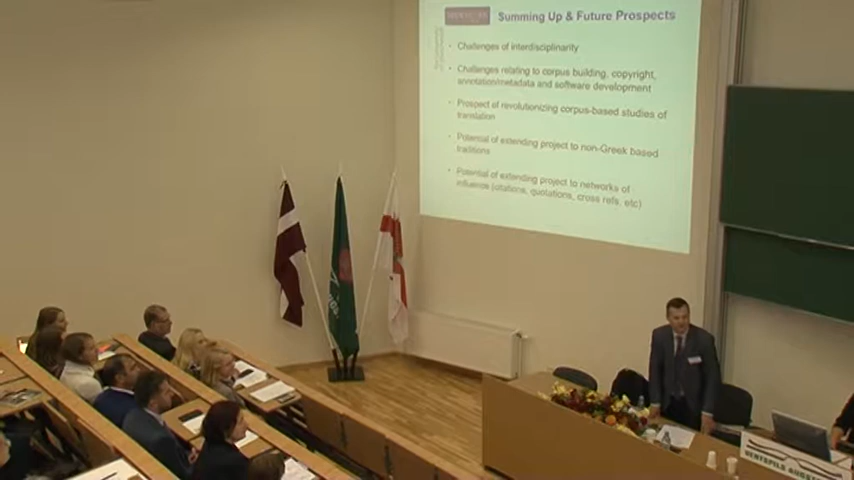 Summing Up & Future Prospects
Challenges of interdisciplinarity
Challenges relating to corpus building, copyright,
annotation/metadata and software development
Prospect of revolutionizing corpus-based studies of
translation
Potential of extending project to non-Greek based
traditions
Potential of extending project to networks of
influence (citations, quotations, cross refs, etc)
VENTSPILS